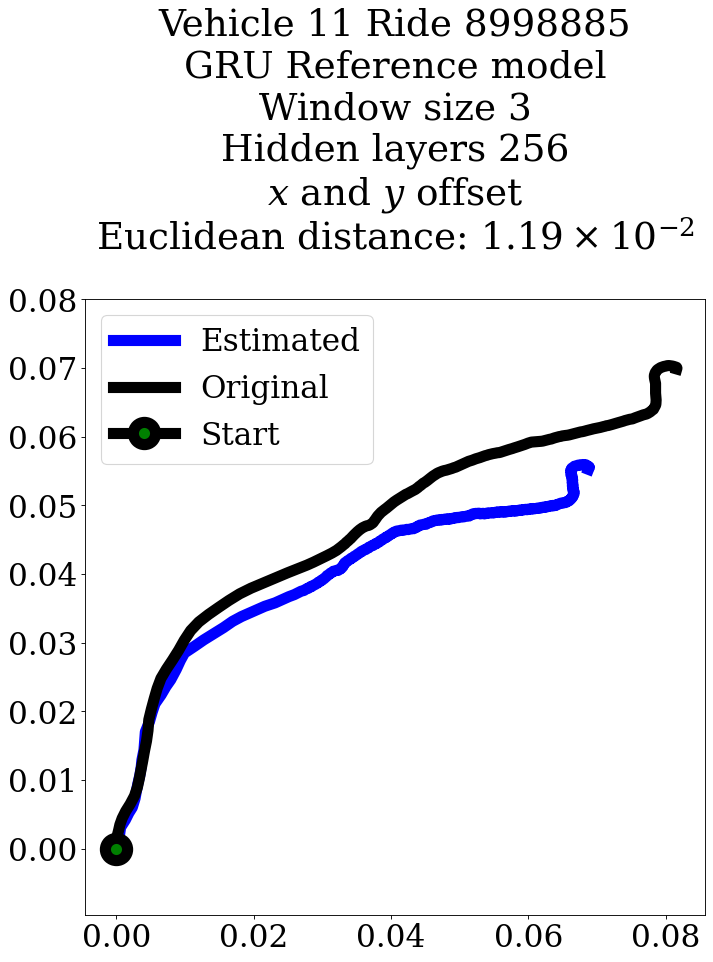 Vehicle 11 Ride 8998885
GRU Reference model
Window size 3
Hidden layers 256
x and y offset
Euclidean distance: 1.19 × 10⁻²
Estimated
Original
Start
0.08
0.07
0.06
0.05
0.04
0.03
0.02
0.01
0.00
0.00 0.02 0.04 0.06 0.08